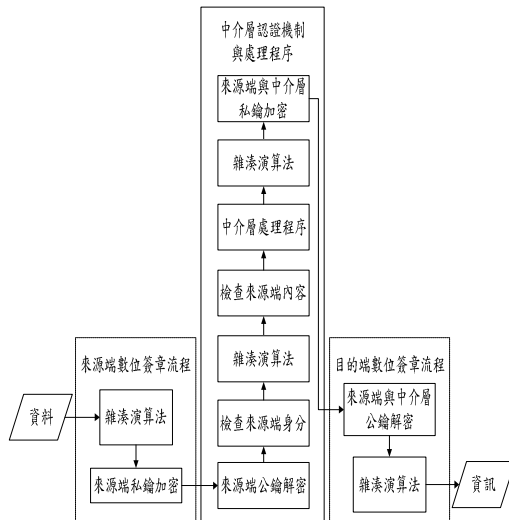 中介層認證機制
與處理程序
來源端與中介層
私鑰加密
雜湊演算法
中介層處理程序
檢查來源端內容
雜湊演算法
檢查來源端身分
來源端公鑰解密
來源端數位簽章流程
資料
雜湊演算法
來源端私鑰加密
目的端數位簽章流程
來源端與中介層
公鑰解密
雜湊演算法
資訊